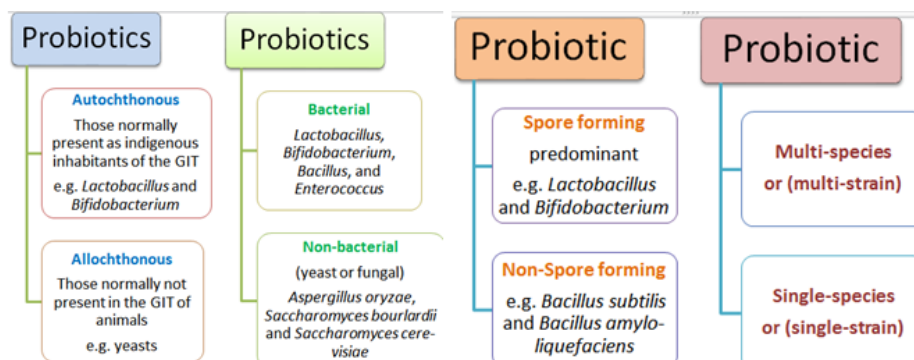 Probiotics
Autochthonous
Those normally
present as indigenous
inhabitants of the GIT
e.g. Lactobacillus and
Bifidobacterium
Allochthonous
Those normally not
present in the GIT of
animals
e.g. yeasts
Probiotics
Bacterial
Lactobacillus,
Bifidobacterium,
Bacillus, and
Enterococcus
Non-bacterial
(yeast or fungal)
Aspergillus oryzae,
Saccharomyces bourlardii
and Saccharomyces cere-
visiae
Probiotic
Spore forming
predominant
e.g. Lactobacillus
and Bifidobacterium
Non-Spore forming
e.g. Bacillus subtilis
and Bacillus amylo-
liquefaciens
Probiotic
Multi-species
or (multi-strain)
Single-species
or (single-strain)